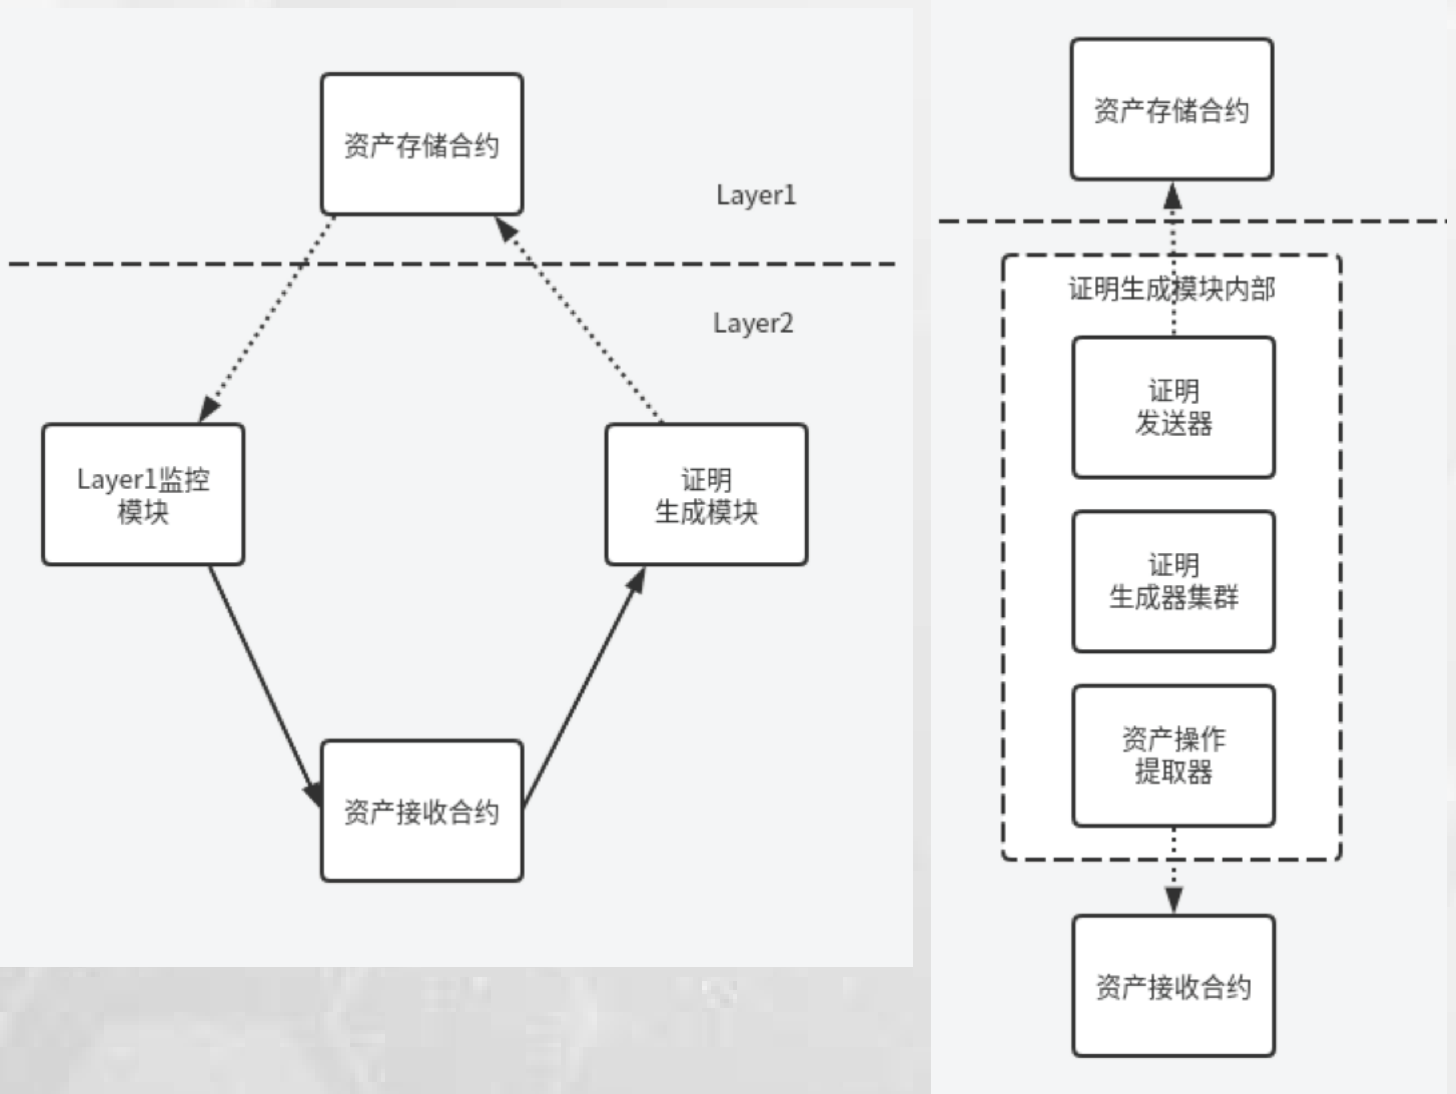 资产存储合约
Layer1
Layer2
Layer1监控
模块
证明
生成模块
资产接收合约
资产存储合约
证明生成模块内部
证明
发送器
证明
生成器集群
资产操作
提取器
资产接收合约